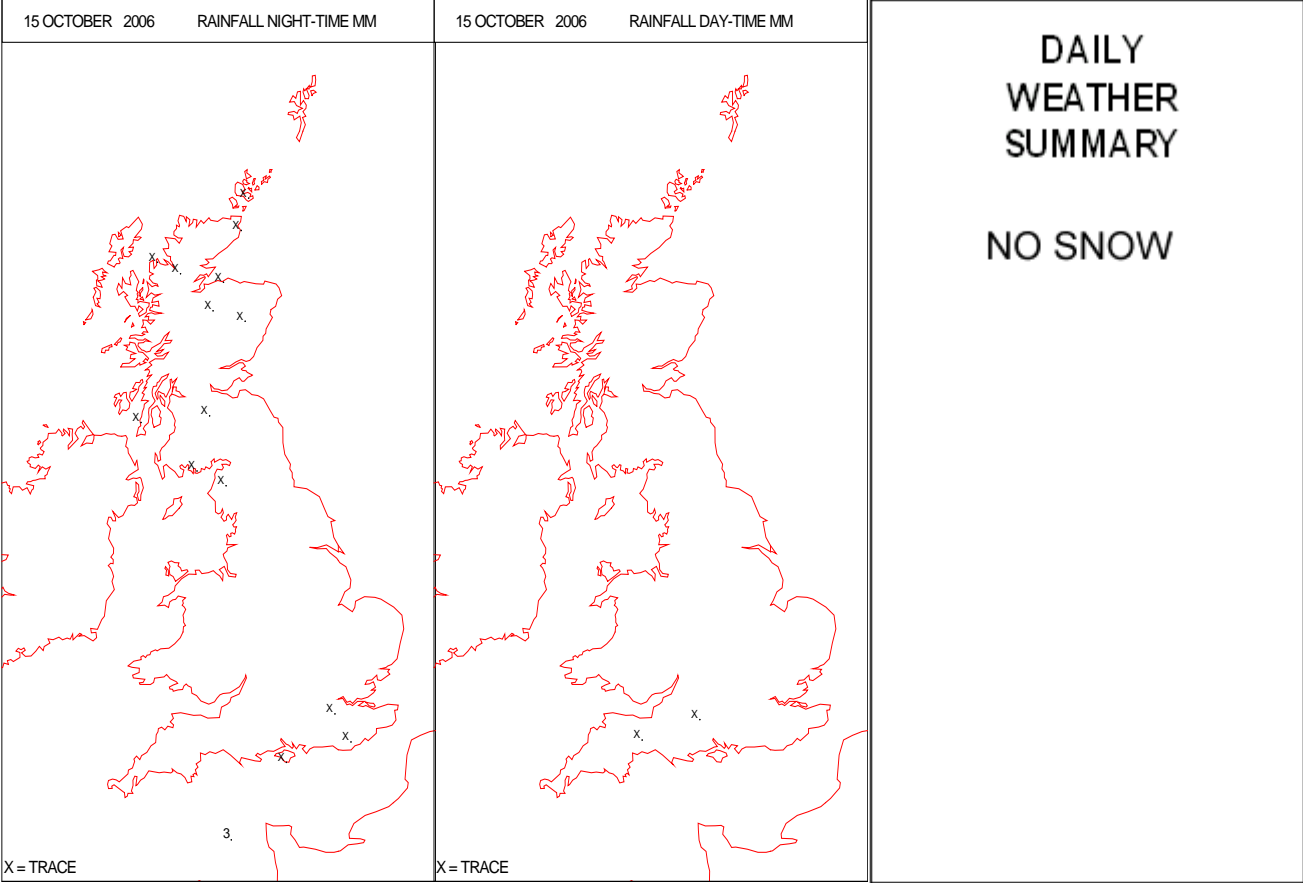 15 OCTOBER 2006 RAINFALL NIGHT-TIME MM
X
X
X
X
X
X
X
X
X
X
X
X
X
X
3
X = TRACE
15 OCTOBER 2006 RAINFALL DAY-TIME MM
X
X
X = TRACE
DAILY
WEATHER
SUMMARY
NO SNOW